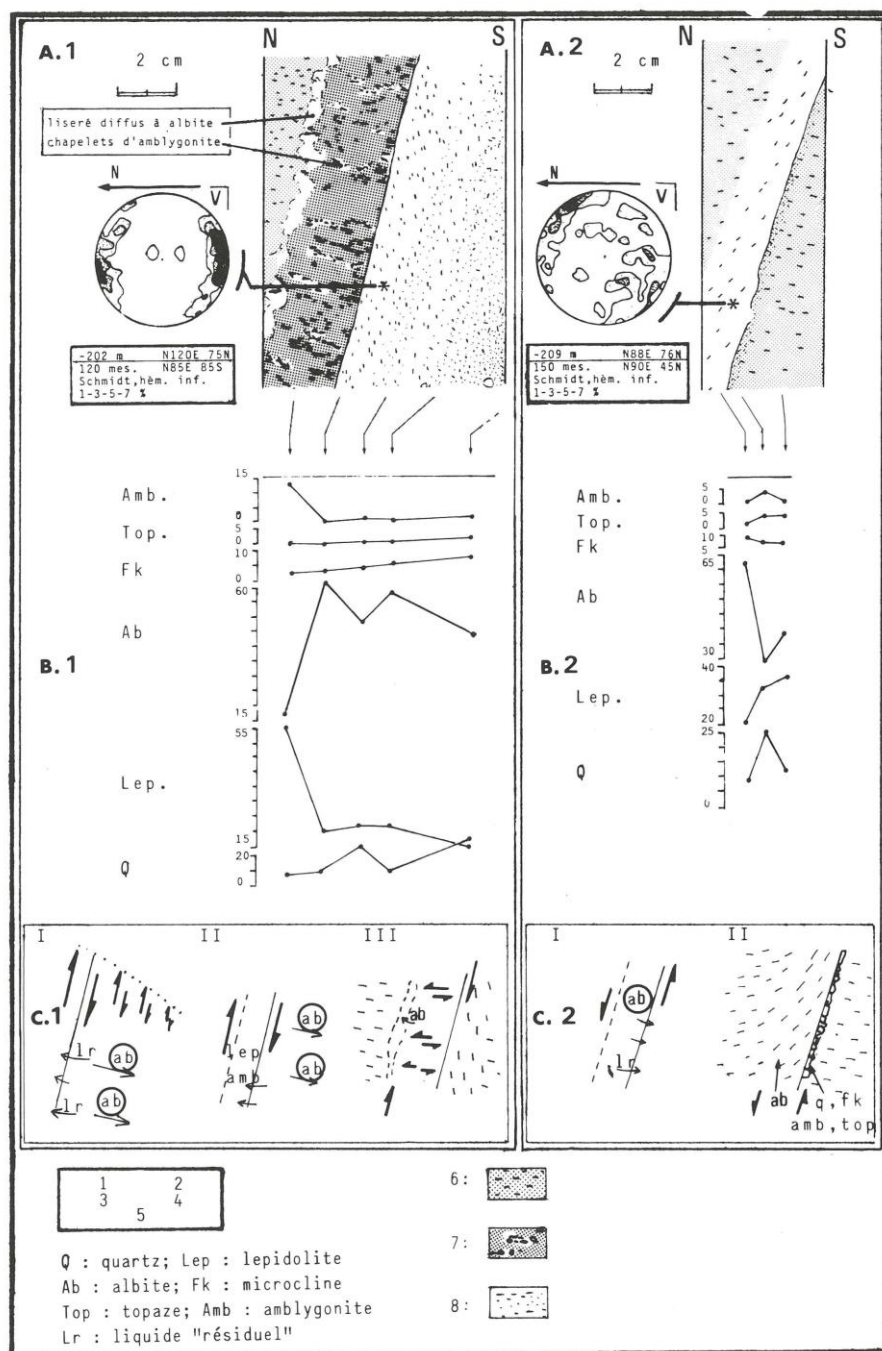 A.1
N S
2 cm
liseré diffus à albite
chapelets d'amblygonite
N
V
-202 m N120E 75N
120 mes. N85E 85S
Schmidt,hèm. inf.
1-3-5-7 %
*
A.2
N S
2 cm
N
V
-209 m N88E 76N
150 mes. N90E 45N
Schmidt,hèm. inf.
1-3-5-7 %
*
Amb.
15
0
Top.
5
0
Fk
10
0
Ab
60
15
B.1
Lep.
55
15
Q
20
0
Amb.
5
0
Top.
5
0
Fk
10
5
Ab
65
30
B.2
Lep.
40
20
Q
25
0
C.1
I II III
lr ab
lr ab
lep ab
amb ab
ab
C.2
I II
ab
lr
ab q,fk
amb,top
1 2
3 4
5
6:
7:
8:
Q : quartz; Lep : lepidolite
Ab : albite; Fk : microcline
Top : topaze; Amb : amblygonite
Lr : liquide "résiduel"